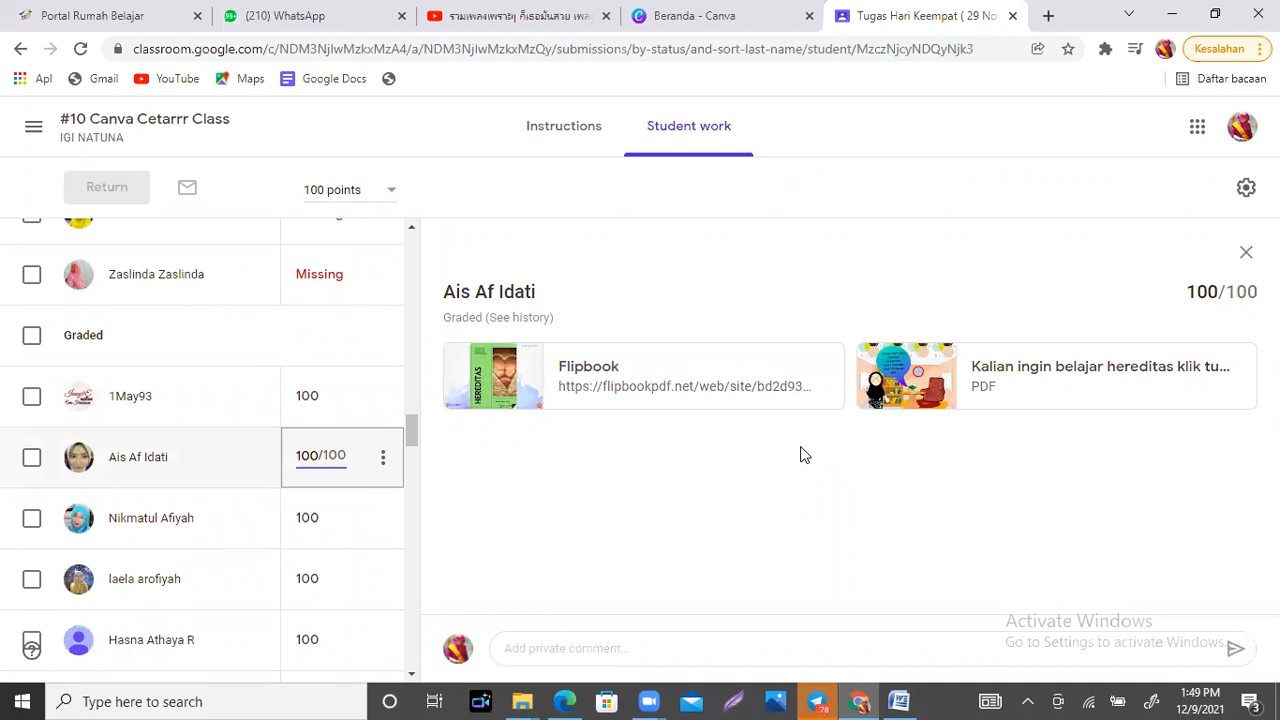 Portal Rumah Belajar
(210) WhatsApp
Beranda - Canva
Tugas Hari Keempat ( 29 No
classroom.google.com/c/NDM3NjIwMzkxMzA4/a/NDM3NjIwMzkxMzQy/submissions/by-status/and-sort-last-name/student/MzczNjcyNDQyNjk3
Kesalahan
Apl
Gmail
YouTube
Maps
Google Docs
Daftar bacaan
#10 Canva Cetarrr Class
IGI NATUNA
Instructions
Student work
Return
100 points
Zaslinda Zaslinda
Missing
Graded
1May93
100
Ais Af Idati
100/100
Nikmatul Afiyah
100
laela arofiyah
100
Hasna Athaya R
100
Ais Af Idati
100/100
Graded (See history)
HEREDITAS
Flipbook
https://flipbookpdf.net/web/site/bd2d93...
Kalian ingin belajar hereditas klik tu...
PDF
Add private comment...
Activate Windows
Go to Settings to activate Windows.
Type here to search
78
1:49 PM
12/9/2021
3